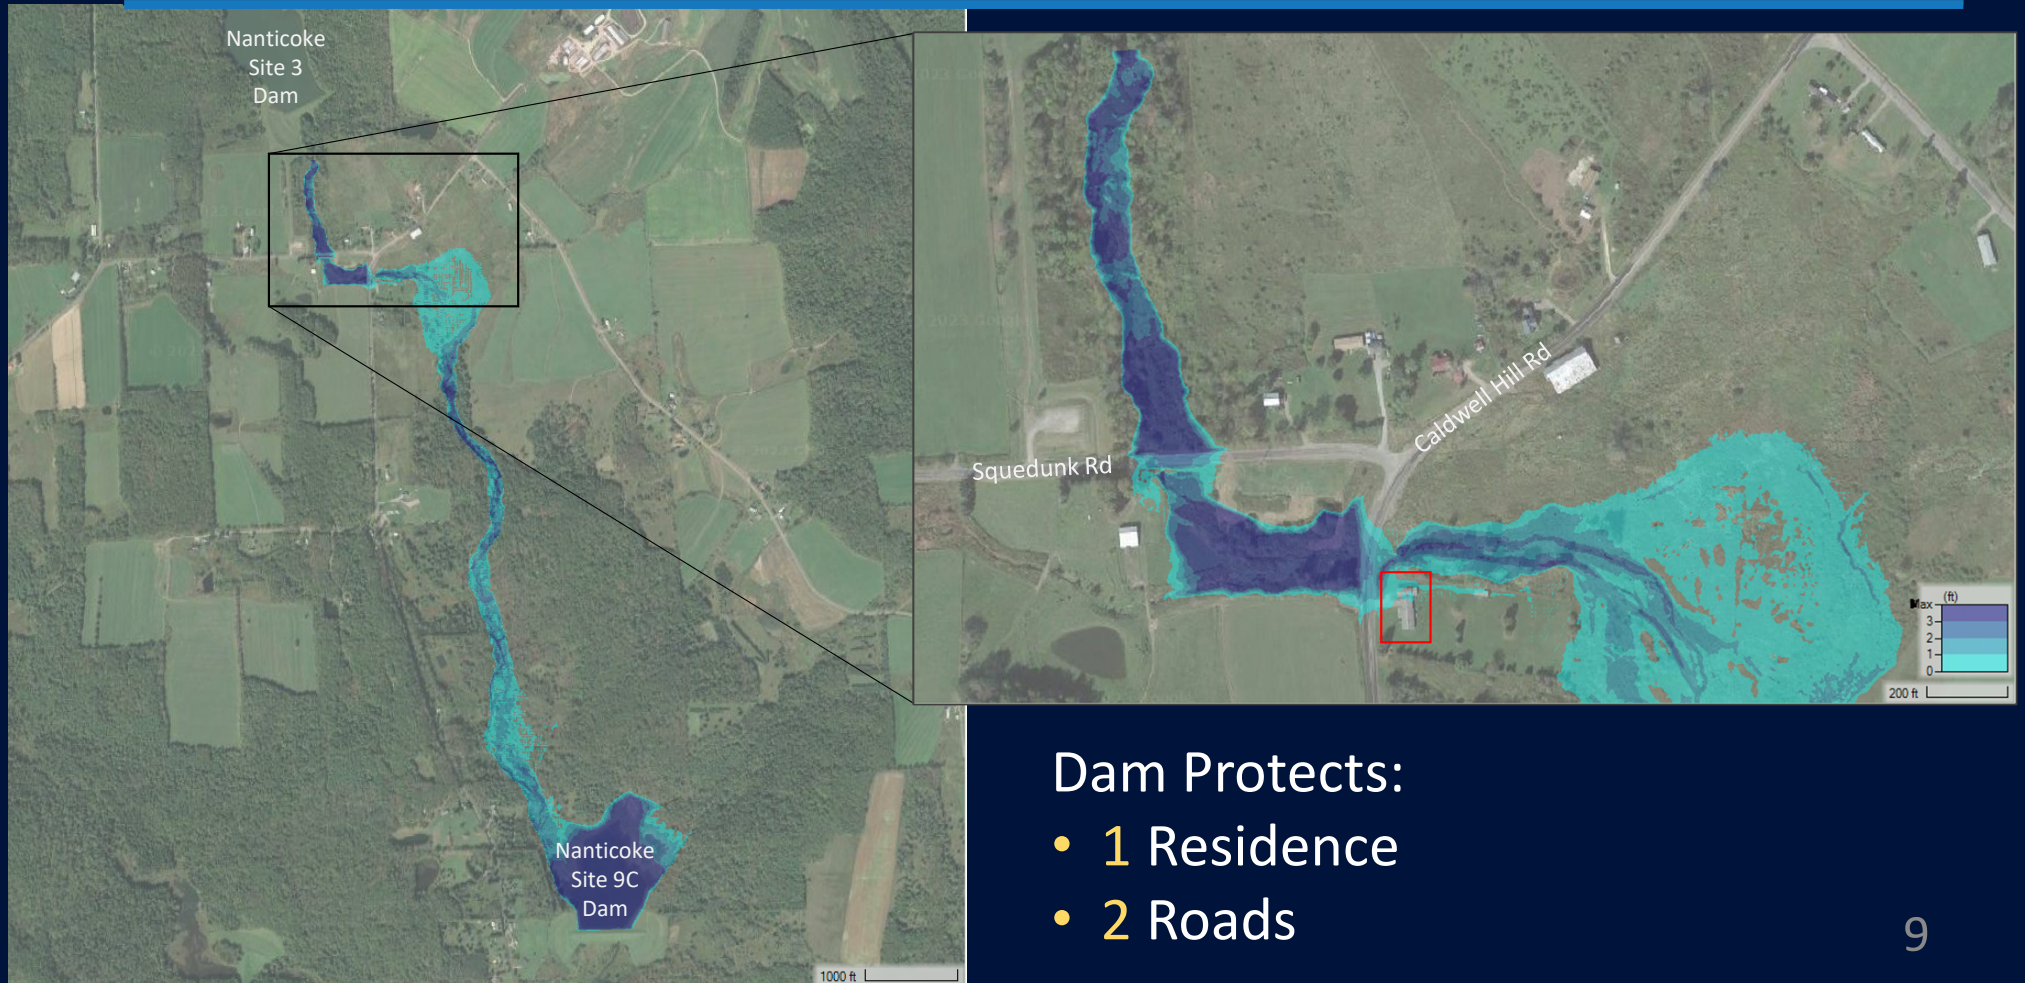 Nanticoke
Site 3
Dam
Squedunk Rd
Caldwell Hill Rd
(ft)
Max
3
2
1
0
200 ft
Nanticoke
Site 9C
Dam
1000 ft
Dam Protects:
• 1 Residence
• 2 Roads
9